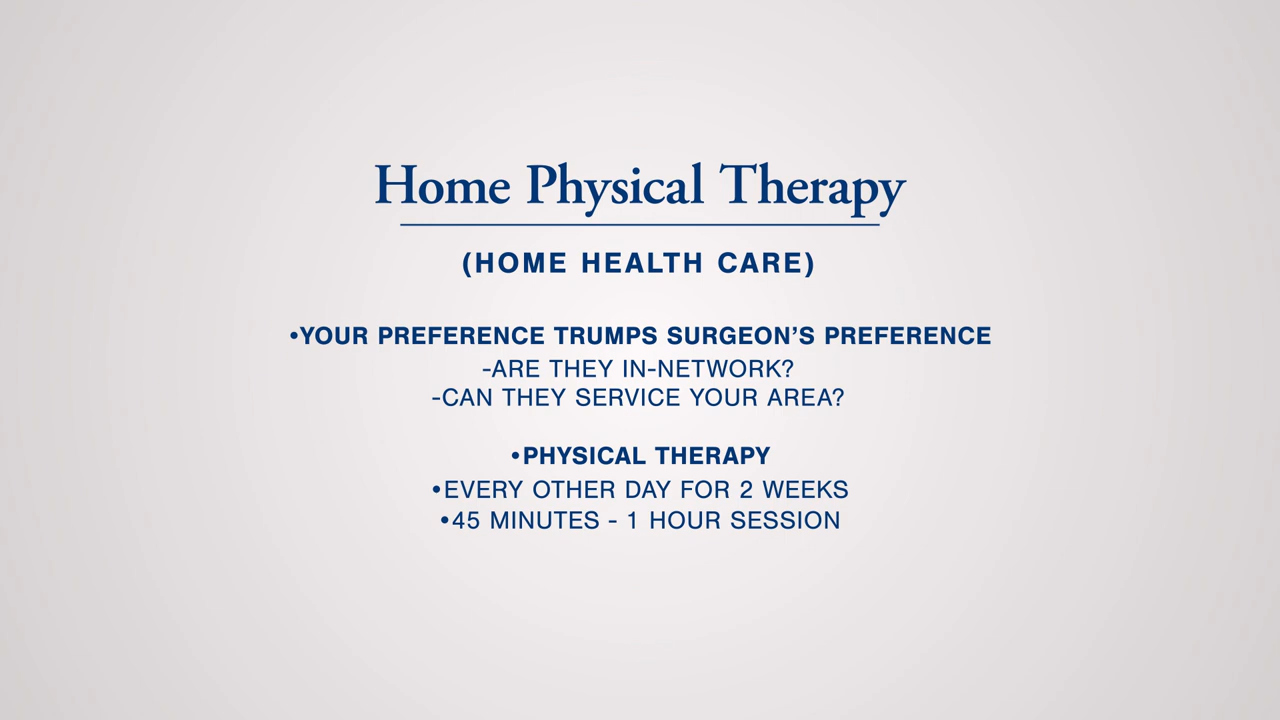 Home Physical Therapy
(HOME HEALTH CARE)
•YOUR PREFERENCE TRUMPS SURGEON’S PREFERENCE
-ARE THEY IN-NETWORK?
-CAN THEY SERVICE YOUR AREA?
•PHYSICAL THERAPY
•EVERY OTHER DAY FOR 2 WEEKS
•45 MINUTES - 1 HOUR SESSION